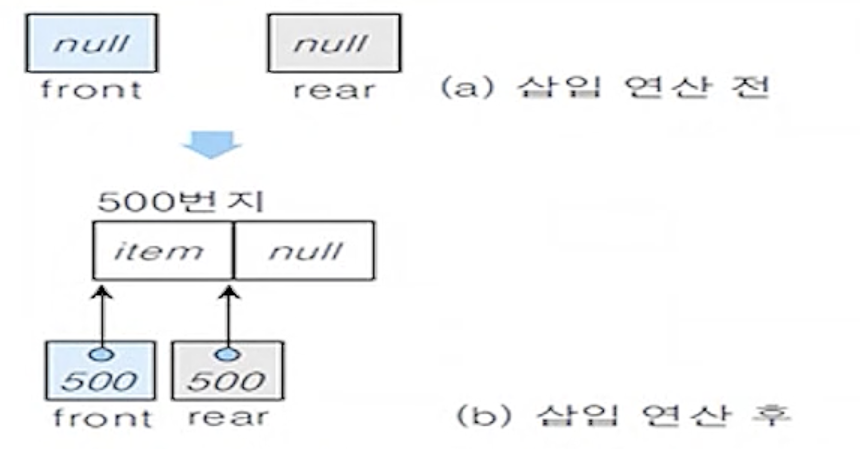 null null
front rear (a) 삽입 연산 전
500번지
item null
500 500
front rear (b) 삽입 연산 후